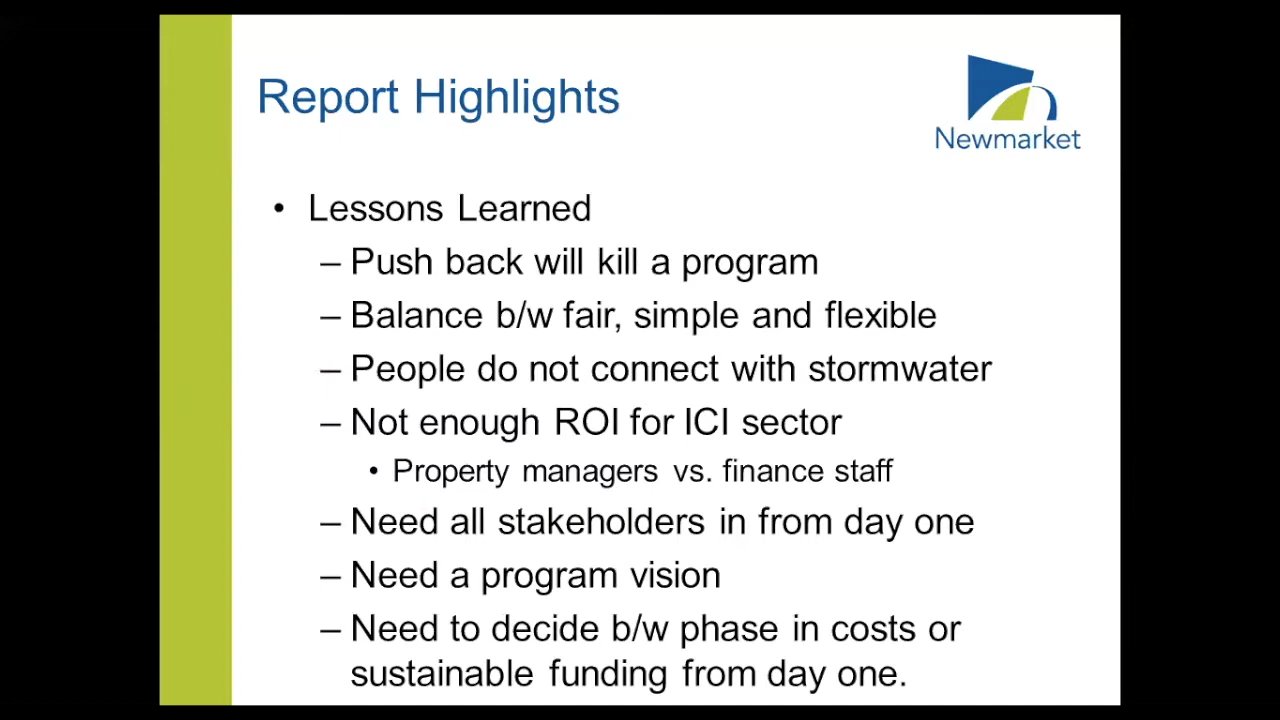 Report Highlights
Newmarket
• Lessons Learned
– Push back will kill a program
– Balance b/w fair, simple and flexible
– People do not connect with stormwater
– Not enough ROI for ICI sector
• Property managers vs. finance staff
– Need all stakeholders in from day one
– Need a program vision
– Need to decide b/w phase in costs or
sustainable funding from day one.